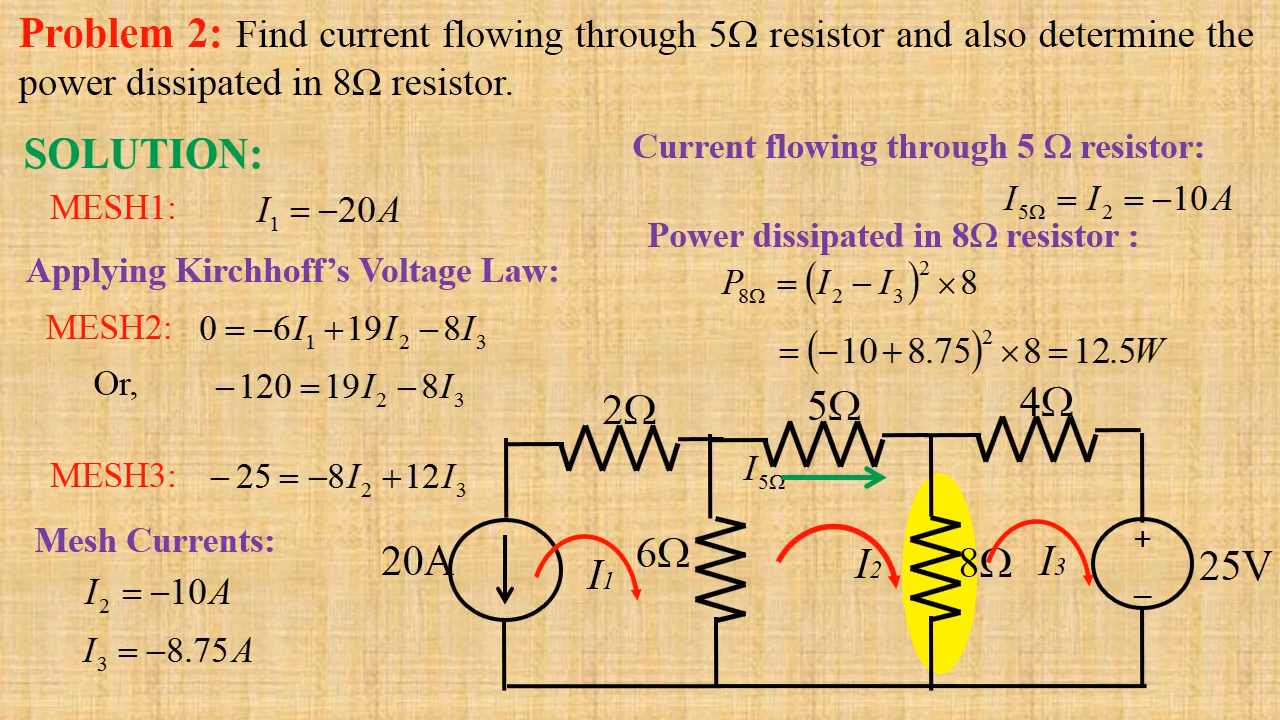 Problem 2: Find current flowing through 5Ω resistor and also determine the
power dissipated in 8Ω resistor.
SOLUTION:
MESH1: I₁ = −20A
Applying Kirchhoff’s Voltage Law:
MESH2: 0 = −6I₁ +19I₂ −8I₃
Or, −120 = 19I₂ −8I₃
MESH3: −25 = −8I₂ +12I₃
Mesh Currents:
I₂ = −10A
I₃ = −8.75A
Current flowing through 5 Ω resistor:
I₅Ω = I₂ = −10A
Power dissipated in 8Ω resistor :
P₈Ω = (I₂ − I₃)² ×8
= (−10+8.75)² ×8 = 12.5W
2Ω 5Ω 4Ω
I₅Ω
20A I₁ 6Ω I₂ 8Ω I₃ + − 25V